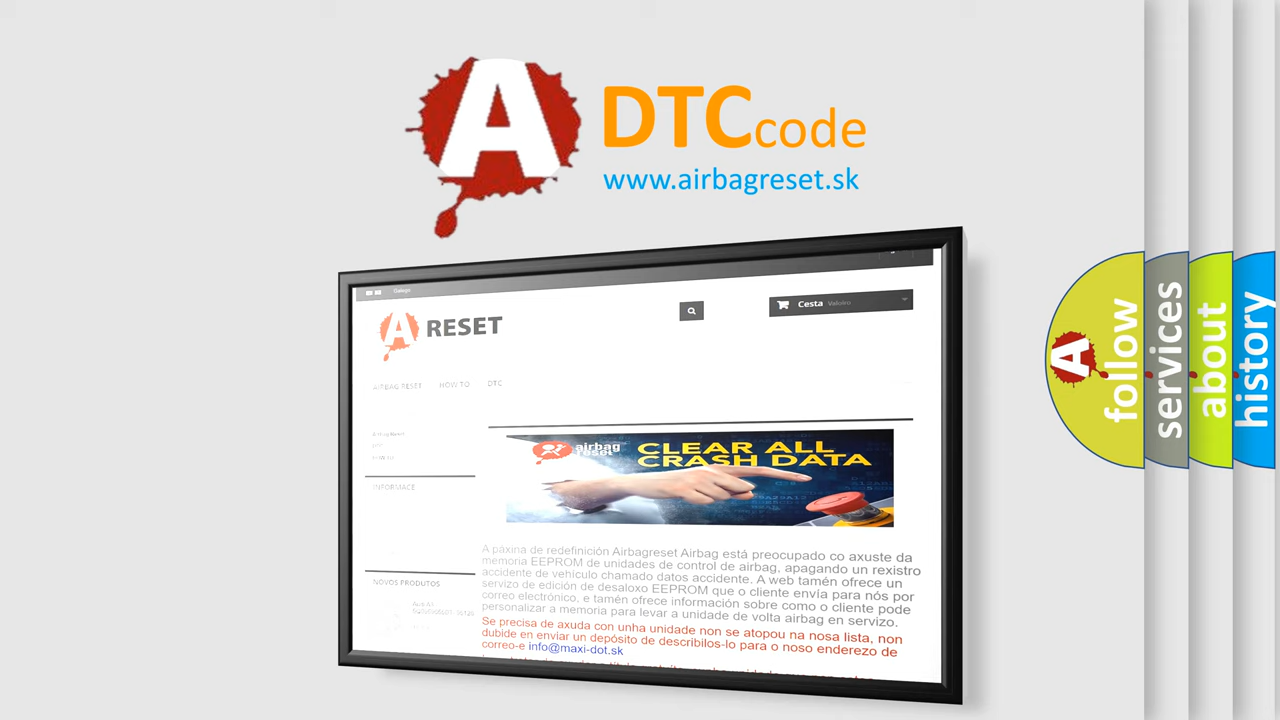 A
DTCcode
www.airbagreset.sk
Galego
A RESET
Cesta Valeiro
AIRBAG RESET HOW TO DTC
INFORMACE
NOVOS PRODUTOS
airbag
reset
CLEAR ALL
CRASH DATA
A páxina de redefinición Airbagreset Airbag está preocupado co axuste da
memoria EEPROM de unidades de control de airbag, apagando un rexistro
accidente de vehículo chamado datos accidente. A web tamén ofrece un
servizo de edición de desaloxo EEPROM que o cliente envía para nós por
correo electrónico, e tamén ofrece información sobre como o cliente pode
personalizar a memoria para levar a unidade de volta airbag en servizo.
Se precisa de axuda con unha unidade non se atopou na nosa lista, non
dubide en enviar un depósito de describilos-lo para o noso enderezo de
correo-e info@maxi-dot.sk
A
follow
services
about
history